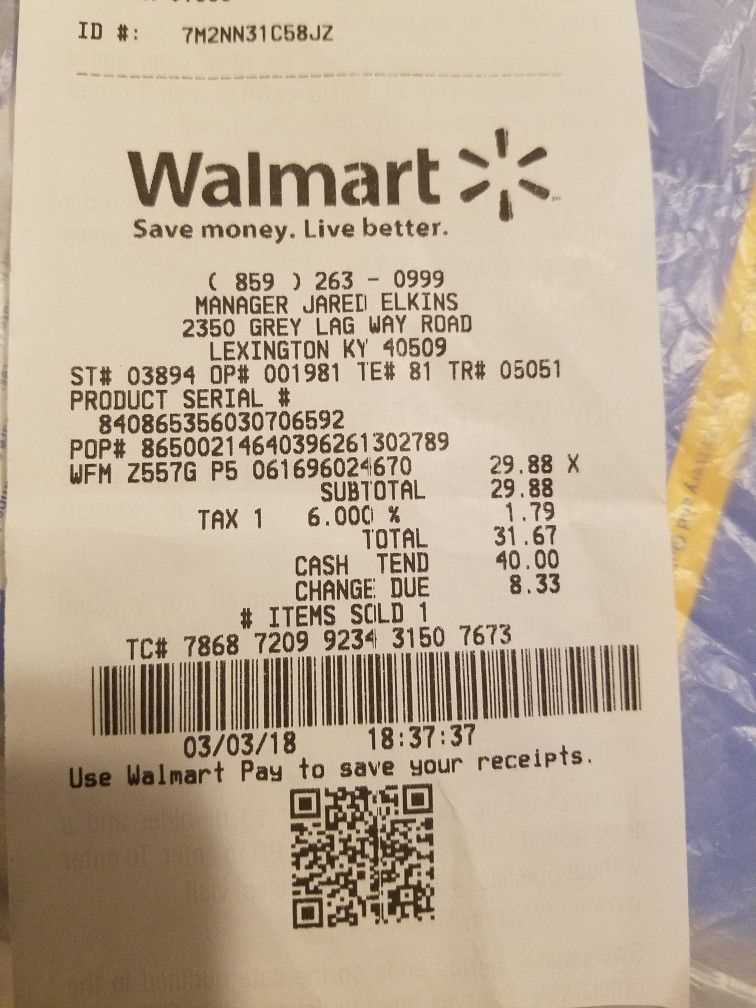 ID #: 7M2NN31C58JZ
Walmart
Save money. Live better.
( 859 ) 263 - 0999
MANAGER JARED ELKINS
2350 GREY LAG WAY ROAD
LEXINGTON KY 40509
ST# 03894 OP# 001981 TE# 81 TR# 05051
PRODUCT SERIAL #
840865356030706592
POP# 86500214640396261302789
WFM Z557G P5 061696024670 29.88 X
SUBTOTAL 29.88
TAX 1 6.000 % 1.79
TOTAL 31.67
CASH TEND 40.00
CHANGE DUE 8.33
# ITEMS SOLD 1
TC# 7868 7209 9234 3150 7673
03/03/18 18:37:37
Use Walmart Pay to save your receipts.